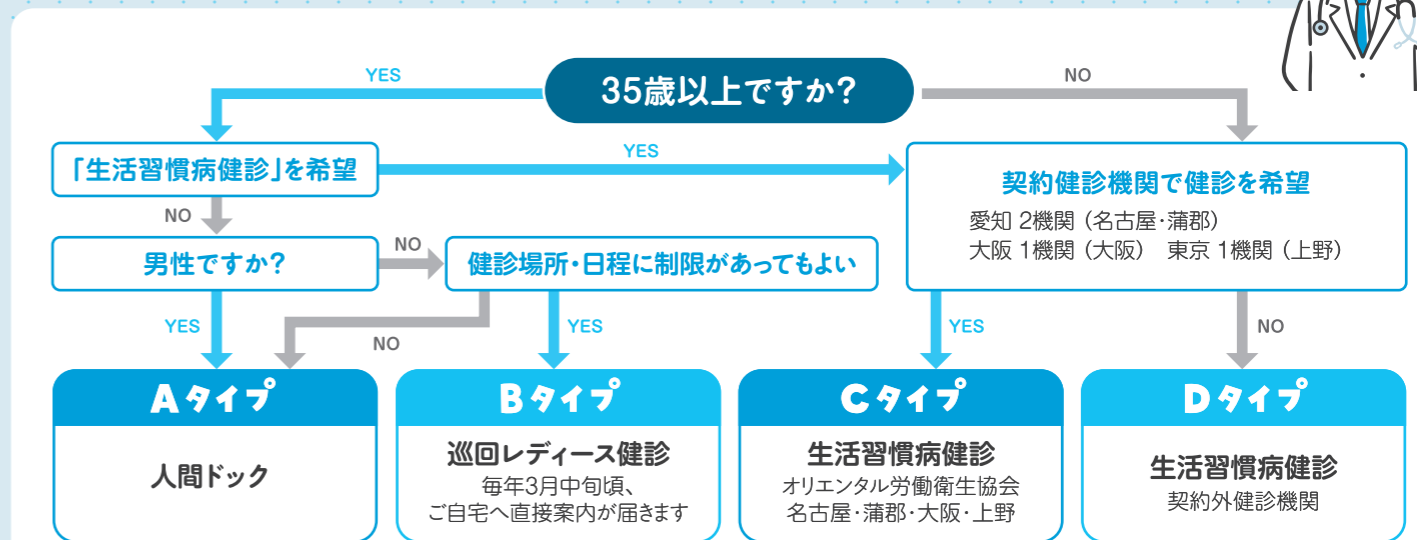 35歳以上ですか?
YES
NO
「生活習慣病健診」を希望
YES
契約健診機関で健診を希望
愛知 2機関（名古屋・蒲郡）
大阪 1機関（大阪）　東京 1機関（上野）
NO
男性ですか?
NO
健診場所・日程に制限があってもよい
YES
NO
YES
YES
NO
Aタイプ
人間ドック
Bタイプ
巡回レディース健診
毎年3月中旬頃、
ご自宅へ直接案内が届きます
Cタイプ
生活習慣病健診
オリエンタル労働衛生協会
名古屋・蒲郡・大阪・上野
Dタイプ
生活習慣病健診
契約外健診機関